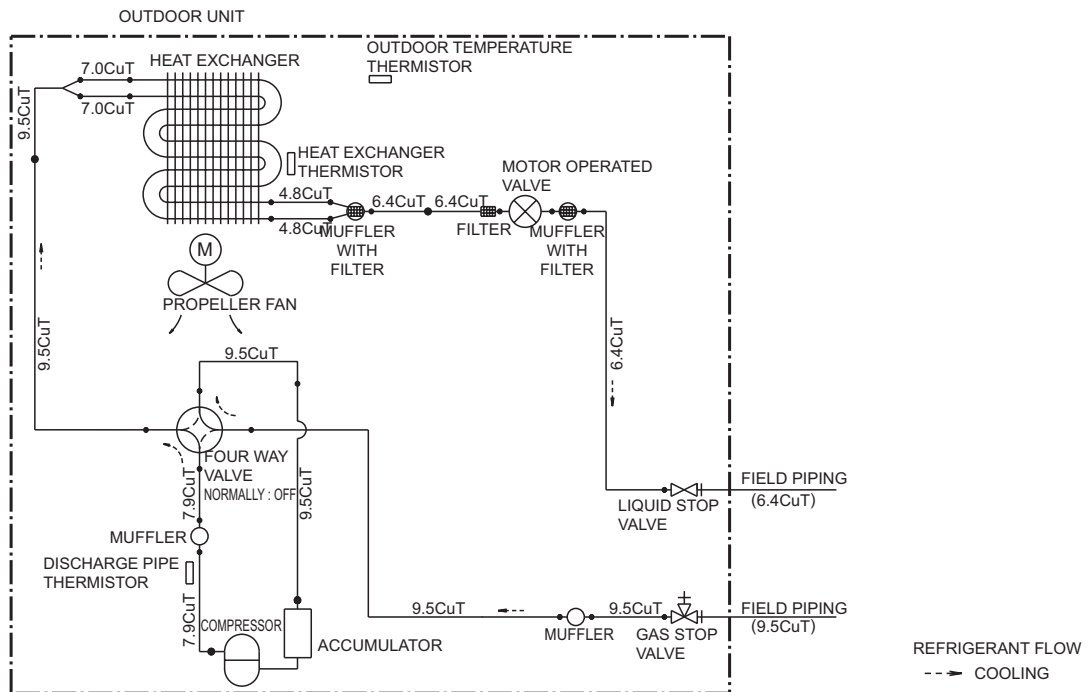 OUTDOOR UNIT
OUTDOOR TEMPERATURE
THERMISTOR
HEAT EXCHANGER
7.0CuT
7.0CuT
9.5CuT
HEAT EXCHANGER
THERMISTOR
MOTOR OPERATED
VALVE
4.8CuT
4.8CuT
6.4CuT
6.4CuT
MUFFLER
WITH
FILTER
FILTER
MUFFLER
WITH
FILTER
M
PROPELLER FAN
9.5CuT
9.5CuT
6.4CuT
FOUR WAY
VALVE
NORMALLY : OFF
7.9CuT
9.5CuT
LIQUID STOP
VALVE
FIELD PIPING
(6.4CuT)
MUFFLER
DISCHARGE PIPE
THERMISTOR
7.9CuT
COMPRESSOR
ACCUMULATOR
9.5CuT
MUFFLER
9.5CuT
GAS STOP
VALVE
FIELD PIPING
(9.5CuT)
REFRIGERANT FLOW
COOLING